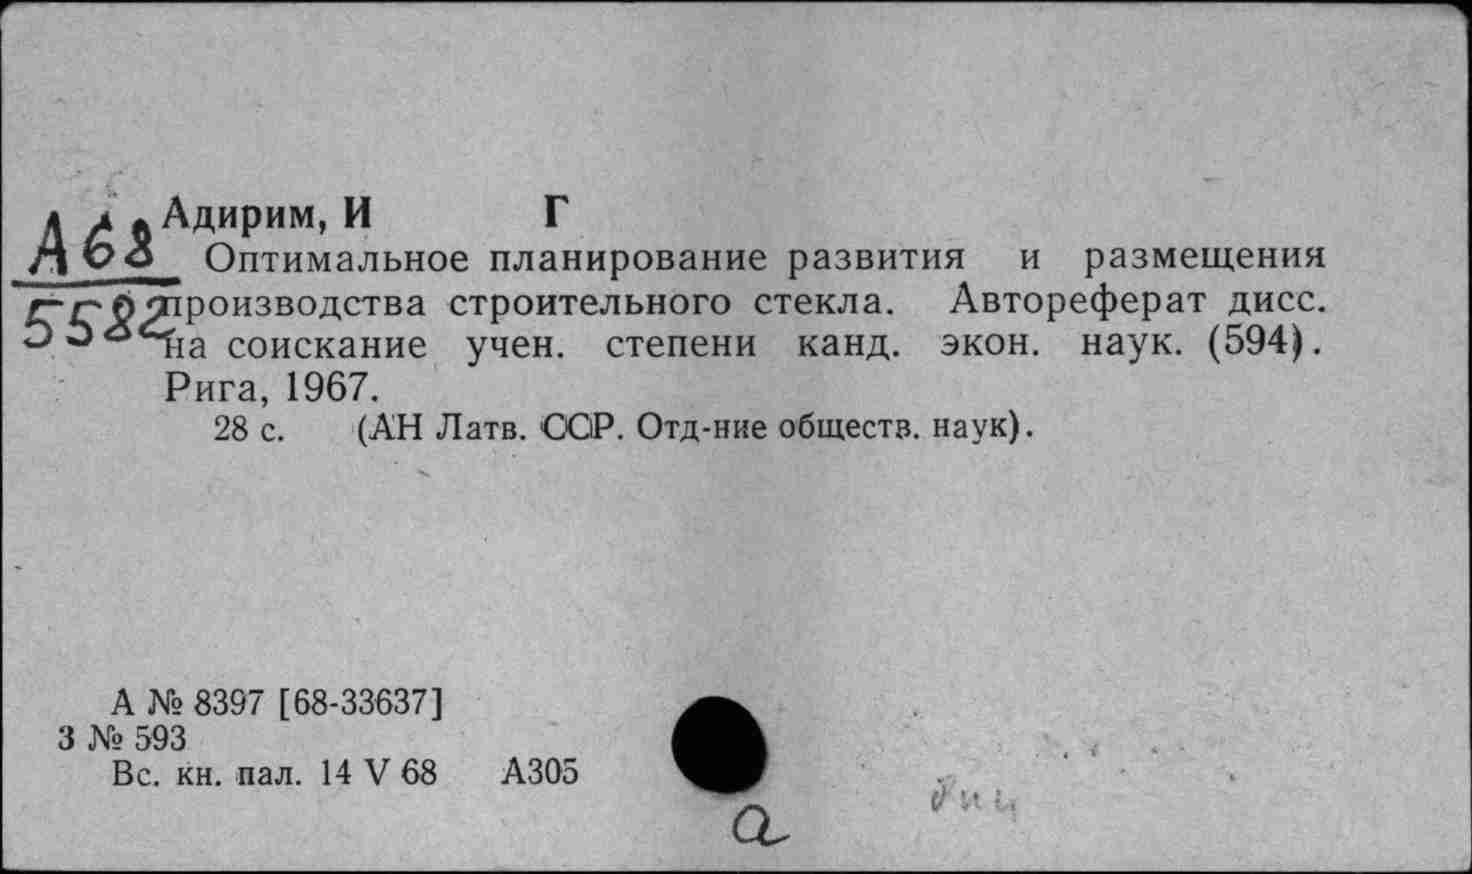 Адирим, И Г
А68
Оптимальное планирование развития и размещения
5582
производства строительного стекла. Автореферат дисс.
на соискание учен. степени канд. экон. наук. (594).
Рига, 1967.
28 с. (АН Латв. ССР. Отд-ние обществ. наук).
А № 8397 [68-33637]
З № 593
Вс. кн. пал. 14 V 68 А305
а